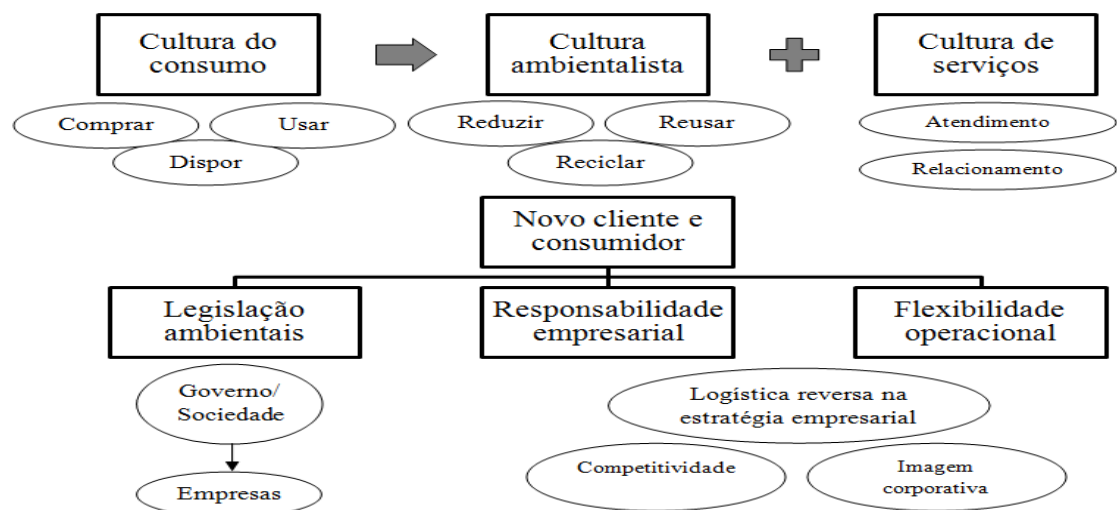 Cultura do
consumo
Cultura
ambientalista
Cultura de
serviços
Comprar
Usar
Dispor
Reduzir
Reusar
Reciclar
Atendimento
Relacionamento
Novo cliente e
consumidor
Legislação
ambientais
Responsabilidade
empresarial
Flexibilidade
operacional
Governo/
Sociedade
Empresas
Logística reversa na
estratégia empresarial
Competitividade
Imagem
corporativa